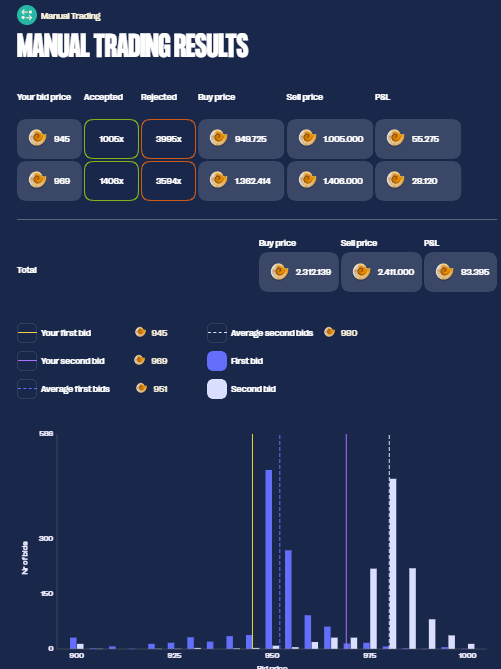 Manual Trading
MANUAL TRADING RESULTS
Your bid price Accepted Rejected Buy price Sell price P&L
945 1005x 3995x 949.725 1.005.000 55.275
969 1406x 3594x 1.362.414 1.406.000 28.120
Buy price Sell price P&L
Total 2.312.139 2.411.000 83.395
Your first bid 945 Average second bids 980
Your second bid 969 First bid
Average first bids 951 Second bid
586
300
150
0
Nr of bids
900 925 950 975 1000
Bid price